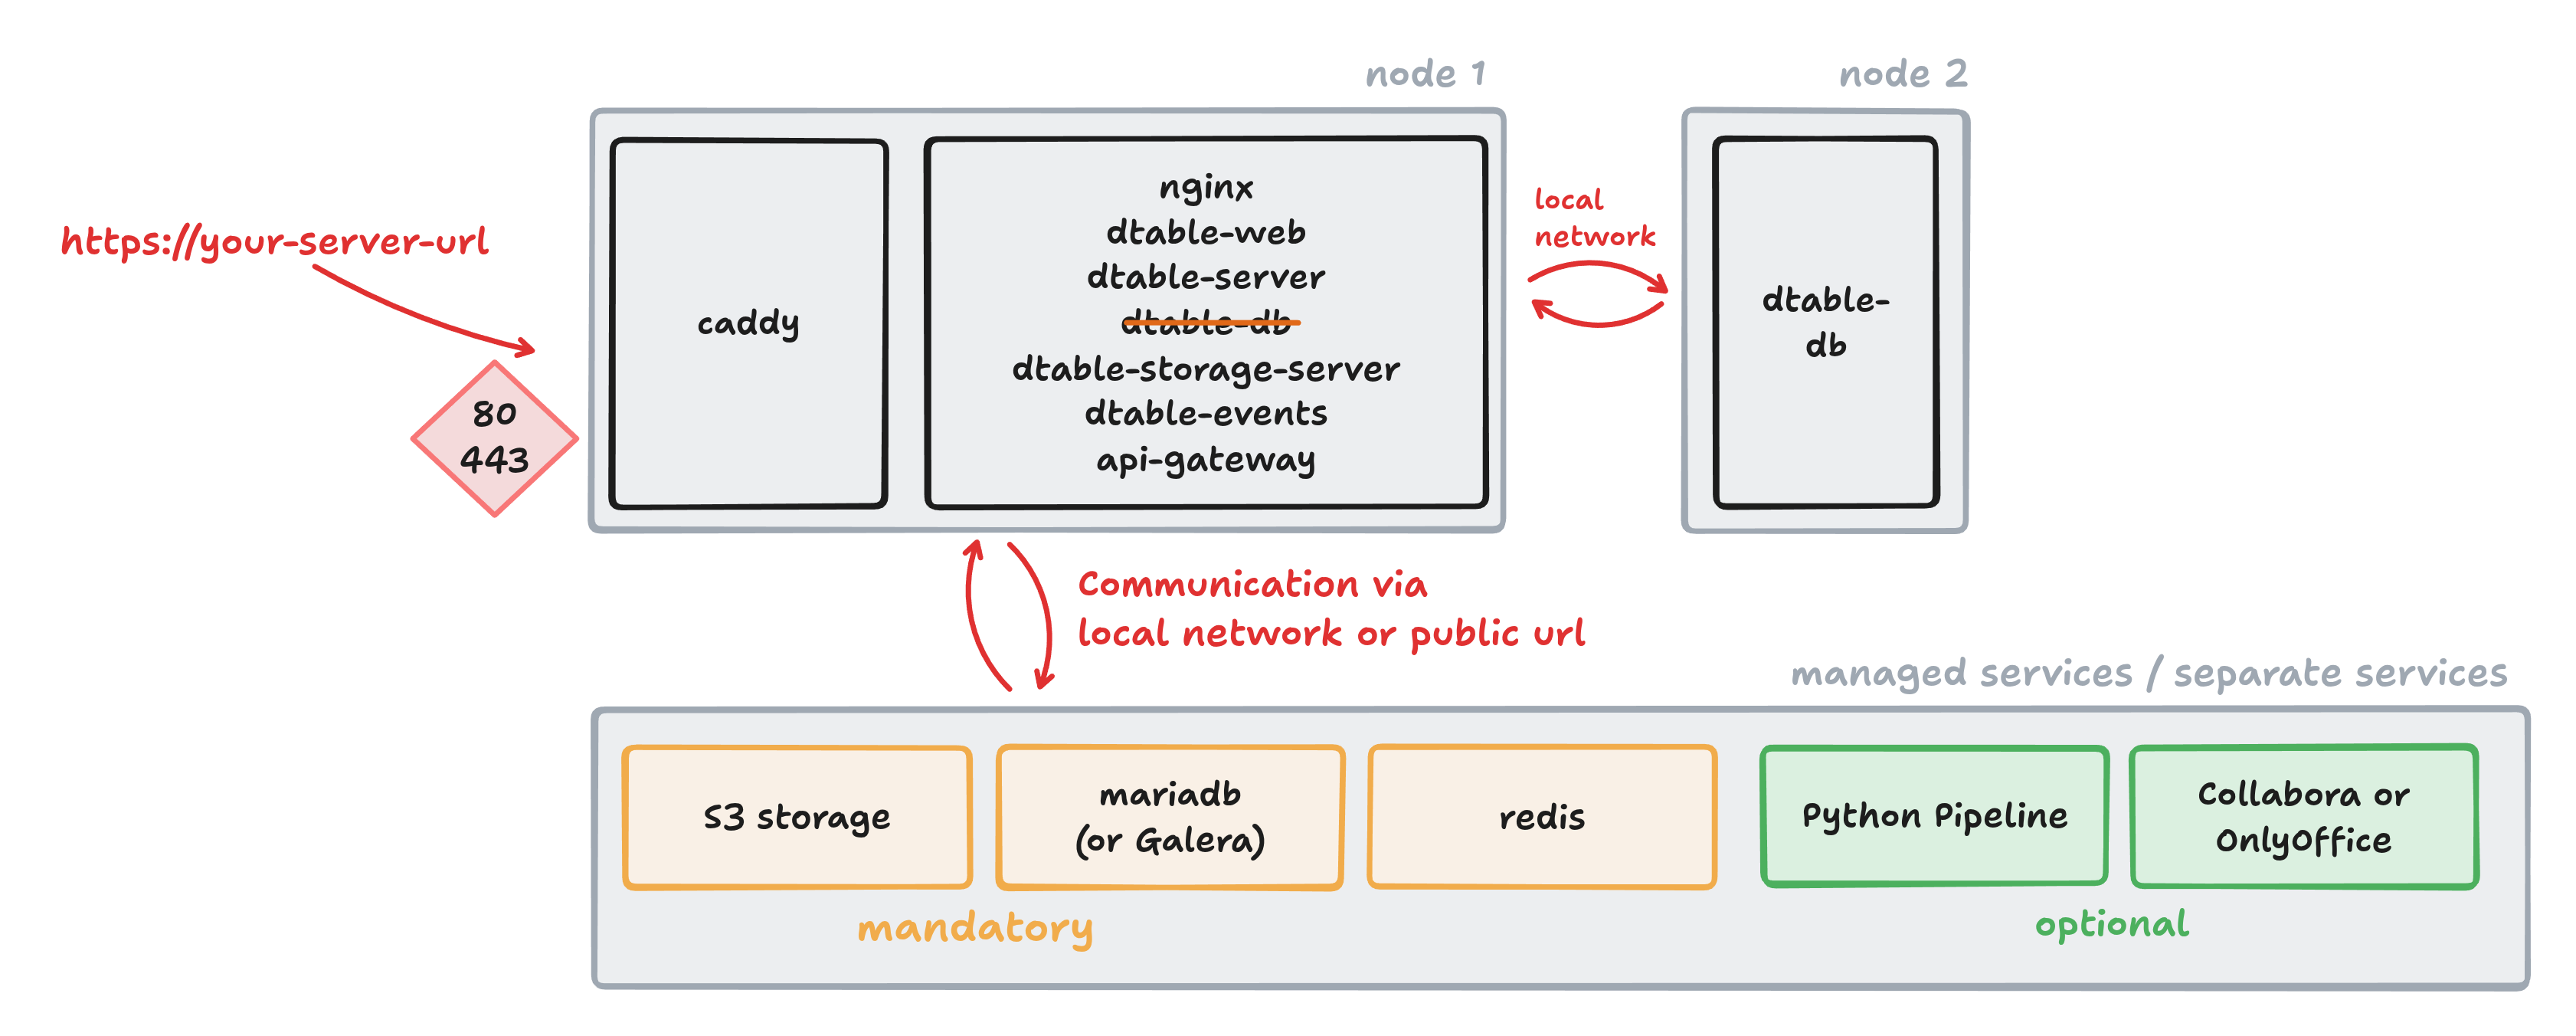 node 1
node 2
https://your-server-url
80
443
caddy
nginx
dtable-web
dtable-server
dtable-db
dtable-storage-server
dtable-events
api-gateway
local
network
dtable-
db
Communication via
local network or public url
managed services / separate services
S3 storage
mariadb
(or Galera)
redis
Python Pipeline
Collabora or
OnlyOffice
mandatory
optional